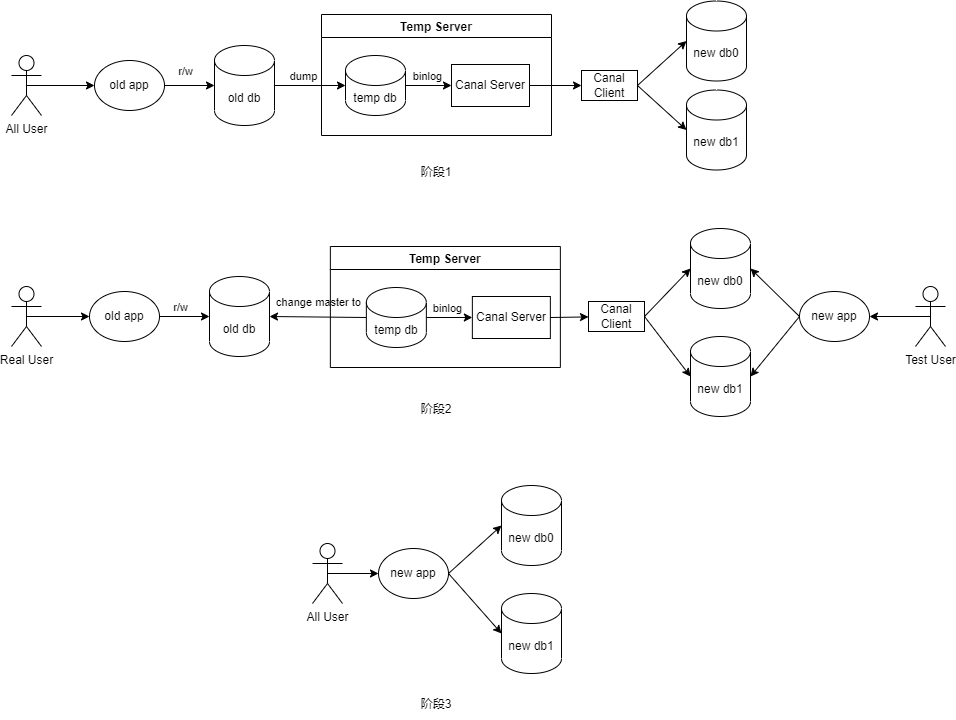 Temp Server
All User
old app
r/w
old db
dump
temp db
binlog
Canal Server
Canal
Client
new db0
new db1
阶段1
Temp Server
Real User
old app
r/w
old db
change master to
temp db
binlog
Canal Server
Canal
Client
new db0
new db1
new app
Test User
阶段2
All User
new app
new db0
new db1
阶段3